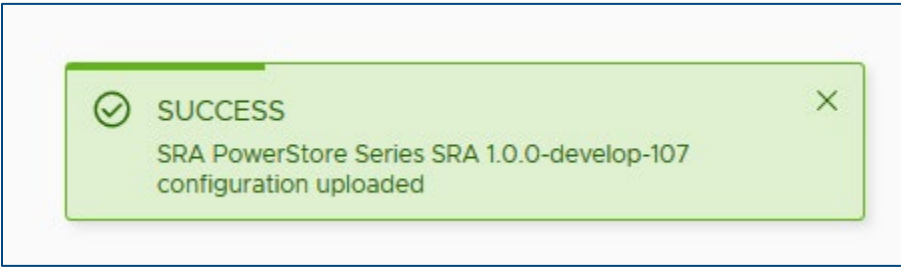 SUCCESS
SRA PowerStore Series SRA 1.0.0-develop-107
configuration uploaded